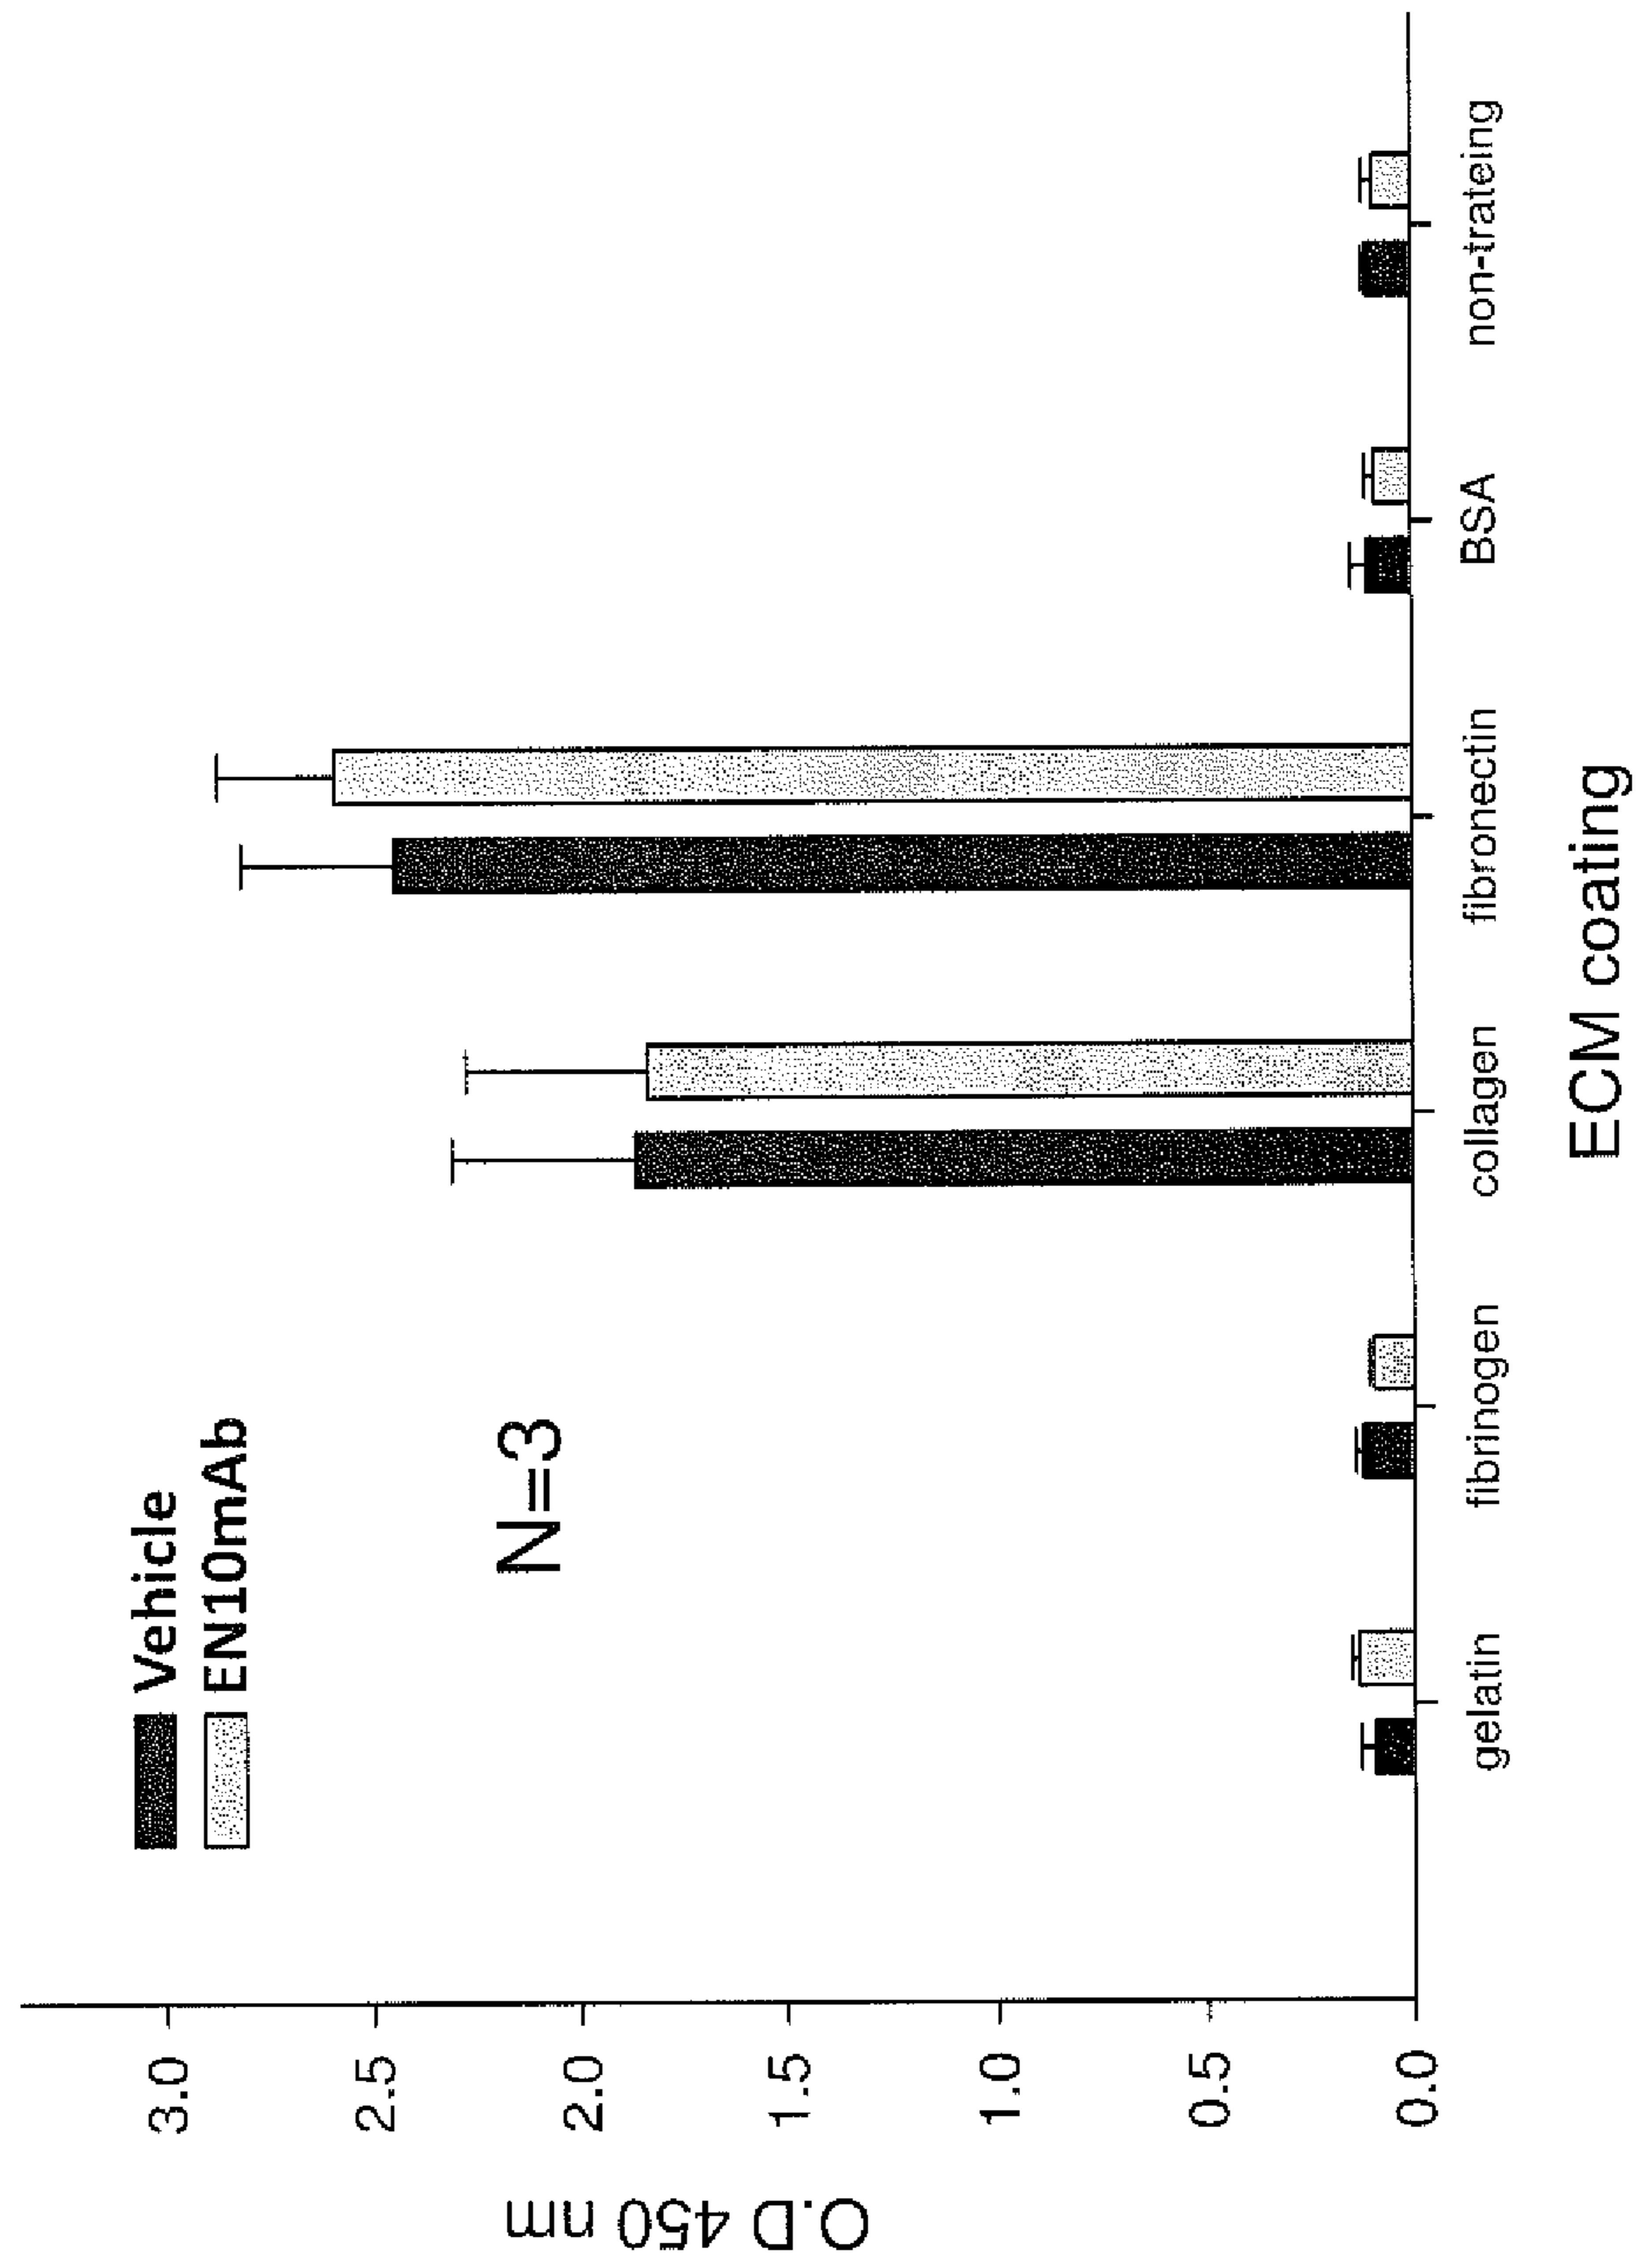 Vehicle
EN10mAb
N=3
O.D 450 nm
3.0
2.5
2.0
1.5
1.0
0.5
0.0
gelatin
fibrinogen
collagen
fibronectin
BSA
non-trateing
ECM coating